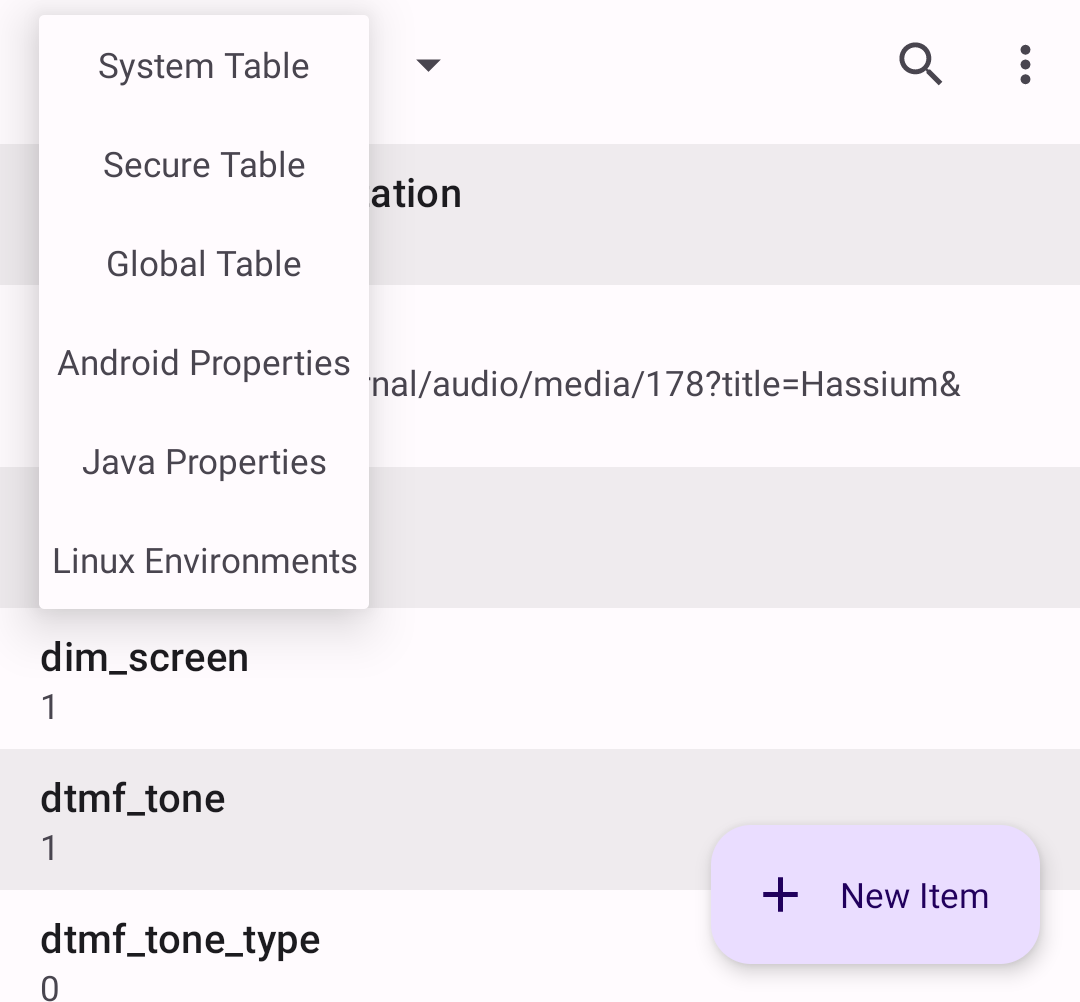 System Table
Secure Table
Global Table
Android Properties
Java Properties
Linux Environments
ation
nal/audio/media/178?title=Hassium&
dim_screen
1
dtmf_tone
1
New Item
dtmf_tone_type
0